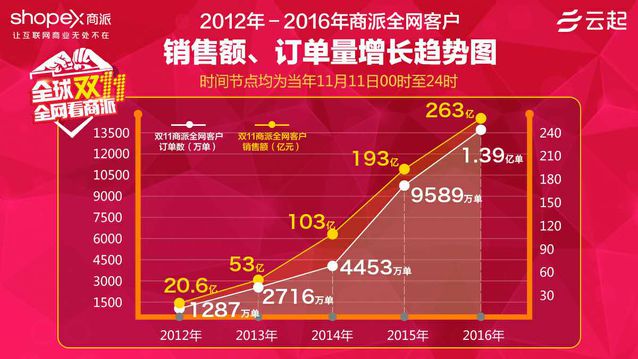 shopex商派
让互联网商业无处不在
2012年－2016年商派全网客户
云起
销售额、订单量增长趋势图
时间节点均为当年11月11日00时至24时
全球双11
全网看商派
双11商派全网客户
订单数（万单）
双11商派全网客户
销售额（亿元）
13500
12000
10500
9000
7500
6000
4500
3000
1500
240
210
180
150
120
90
60
30
20.6亿
53亿
103亿
193亿
263亿
1287万单
2716万单
4453万单
9589万单
1.39亿单
2012年
2013年
2014年
2015年
2016年